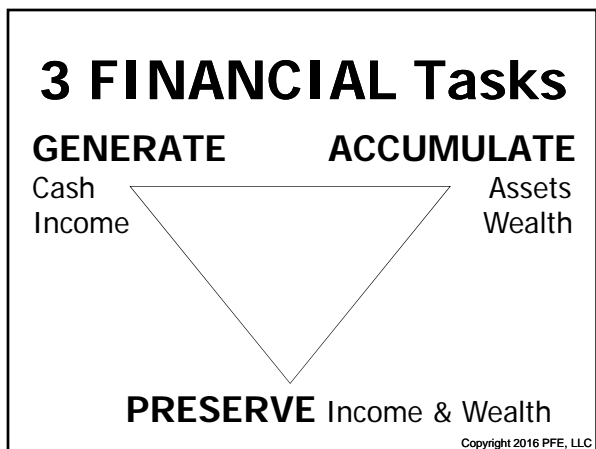 3 FINANCIAL Tasks
GENERATE ACCUMULATE
Cash Assets
Income Wealth
PRESERVE Income & Wealth
Copyright 2016 PFE, LLC